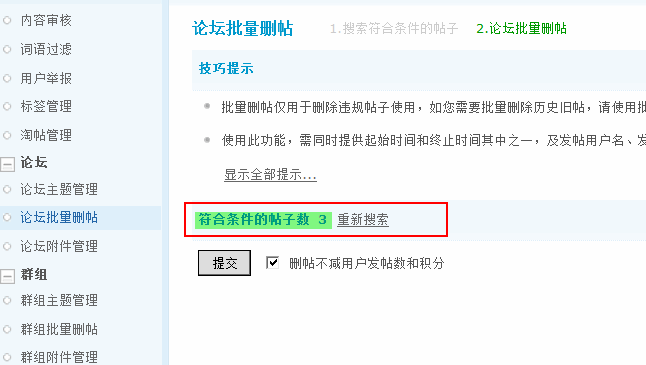 内容审核
词语过滤
用户举报
标签管理
淘帖管理
论坛
论坛主题管理
论坛批量删帖
论坛附件管理
群组
群组主题管理
群组批量删帖
群组附件管理
论坛批量删帖 1.搜索符合条件的帖子 2.论坛批量删帖
技巧提示
批量删帖仅用于删除违规帖子使用，如您需要批量删除历史旧帖，请使用批
使用此功能，需同时提供起始时间和终止时间其中之一，及发帖用户名、发
显示全部提示...
符合条件的帖子数 3 重新搜索
提交 删帖不减用户发帖数和积分